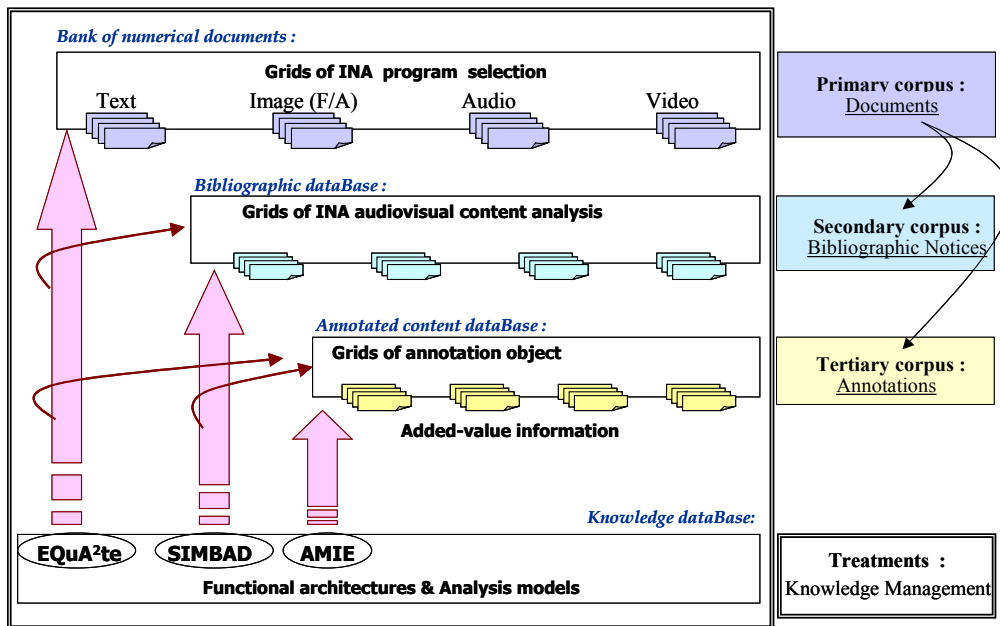 Bank of numerical documents :
Grids of INA program selection
Text Image (F/A) Audio Video
Primary corpus :
Documents
Bibliographic dataBase :
Grids of INA audiovisual content analysis
Secondary corpus :
Bibliographic Notices
Annotated content dataBase :
Grids of annotation object
Tertiary corpus :
Annotations
Added-value information
Knowledge dataBase:
EQuA²te SIMBAD AMIE
Functional architectures & Analysis models
Treatments :
Knowledge Management